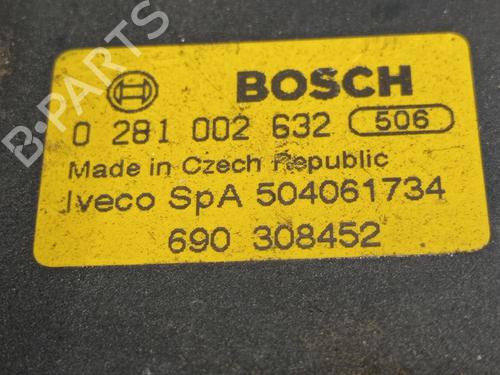 BOSCH
0 281 002 632 506
Made in Czech Republic
Iveco SpA 504061734
690 308452
B-PARTS